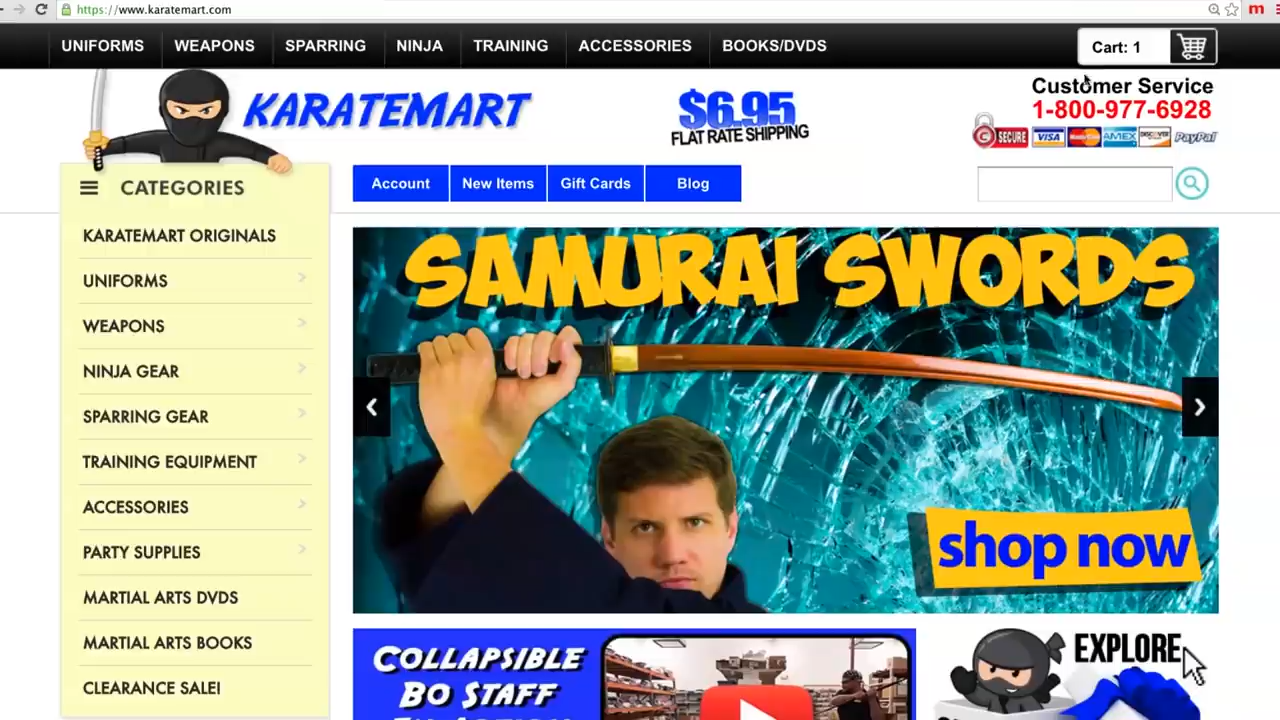 https://www.karatemart.com
UNIFORMS WEAPONS SPARRING NINJA TRAINING ACCESSORIES BOOKS/DVDS Cart: 1
KARATEMART
$6.95
FLAT RATE SHIPPING
Customer Service
1-800-977-6928
SECURE VISA MasterCard AMEX DISCOVER PayPal
CATEGORIES
Account New Items Gift Cards Blog
KARATEMART ORIGINALS
UNIFORMS
WEAPONS
NINJA GEAR
SPARRING GEAR
TRAINING EQUIPMENT
ACCESSORIES
PARTY SUPPLIES
MARTIAL ARTS DVDS
MARTIAL ARTS BOOKS
CLEARANCE SALE!
SAMURAI SWORDS
shop now
COLLAPSIBLE
BO STAFF
EXPLORE